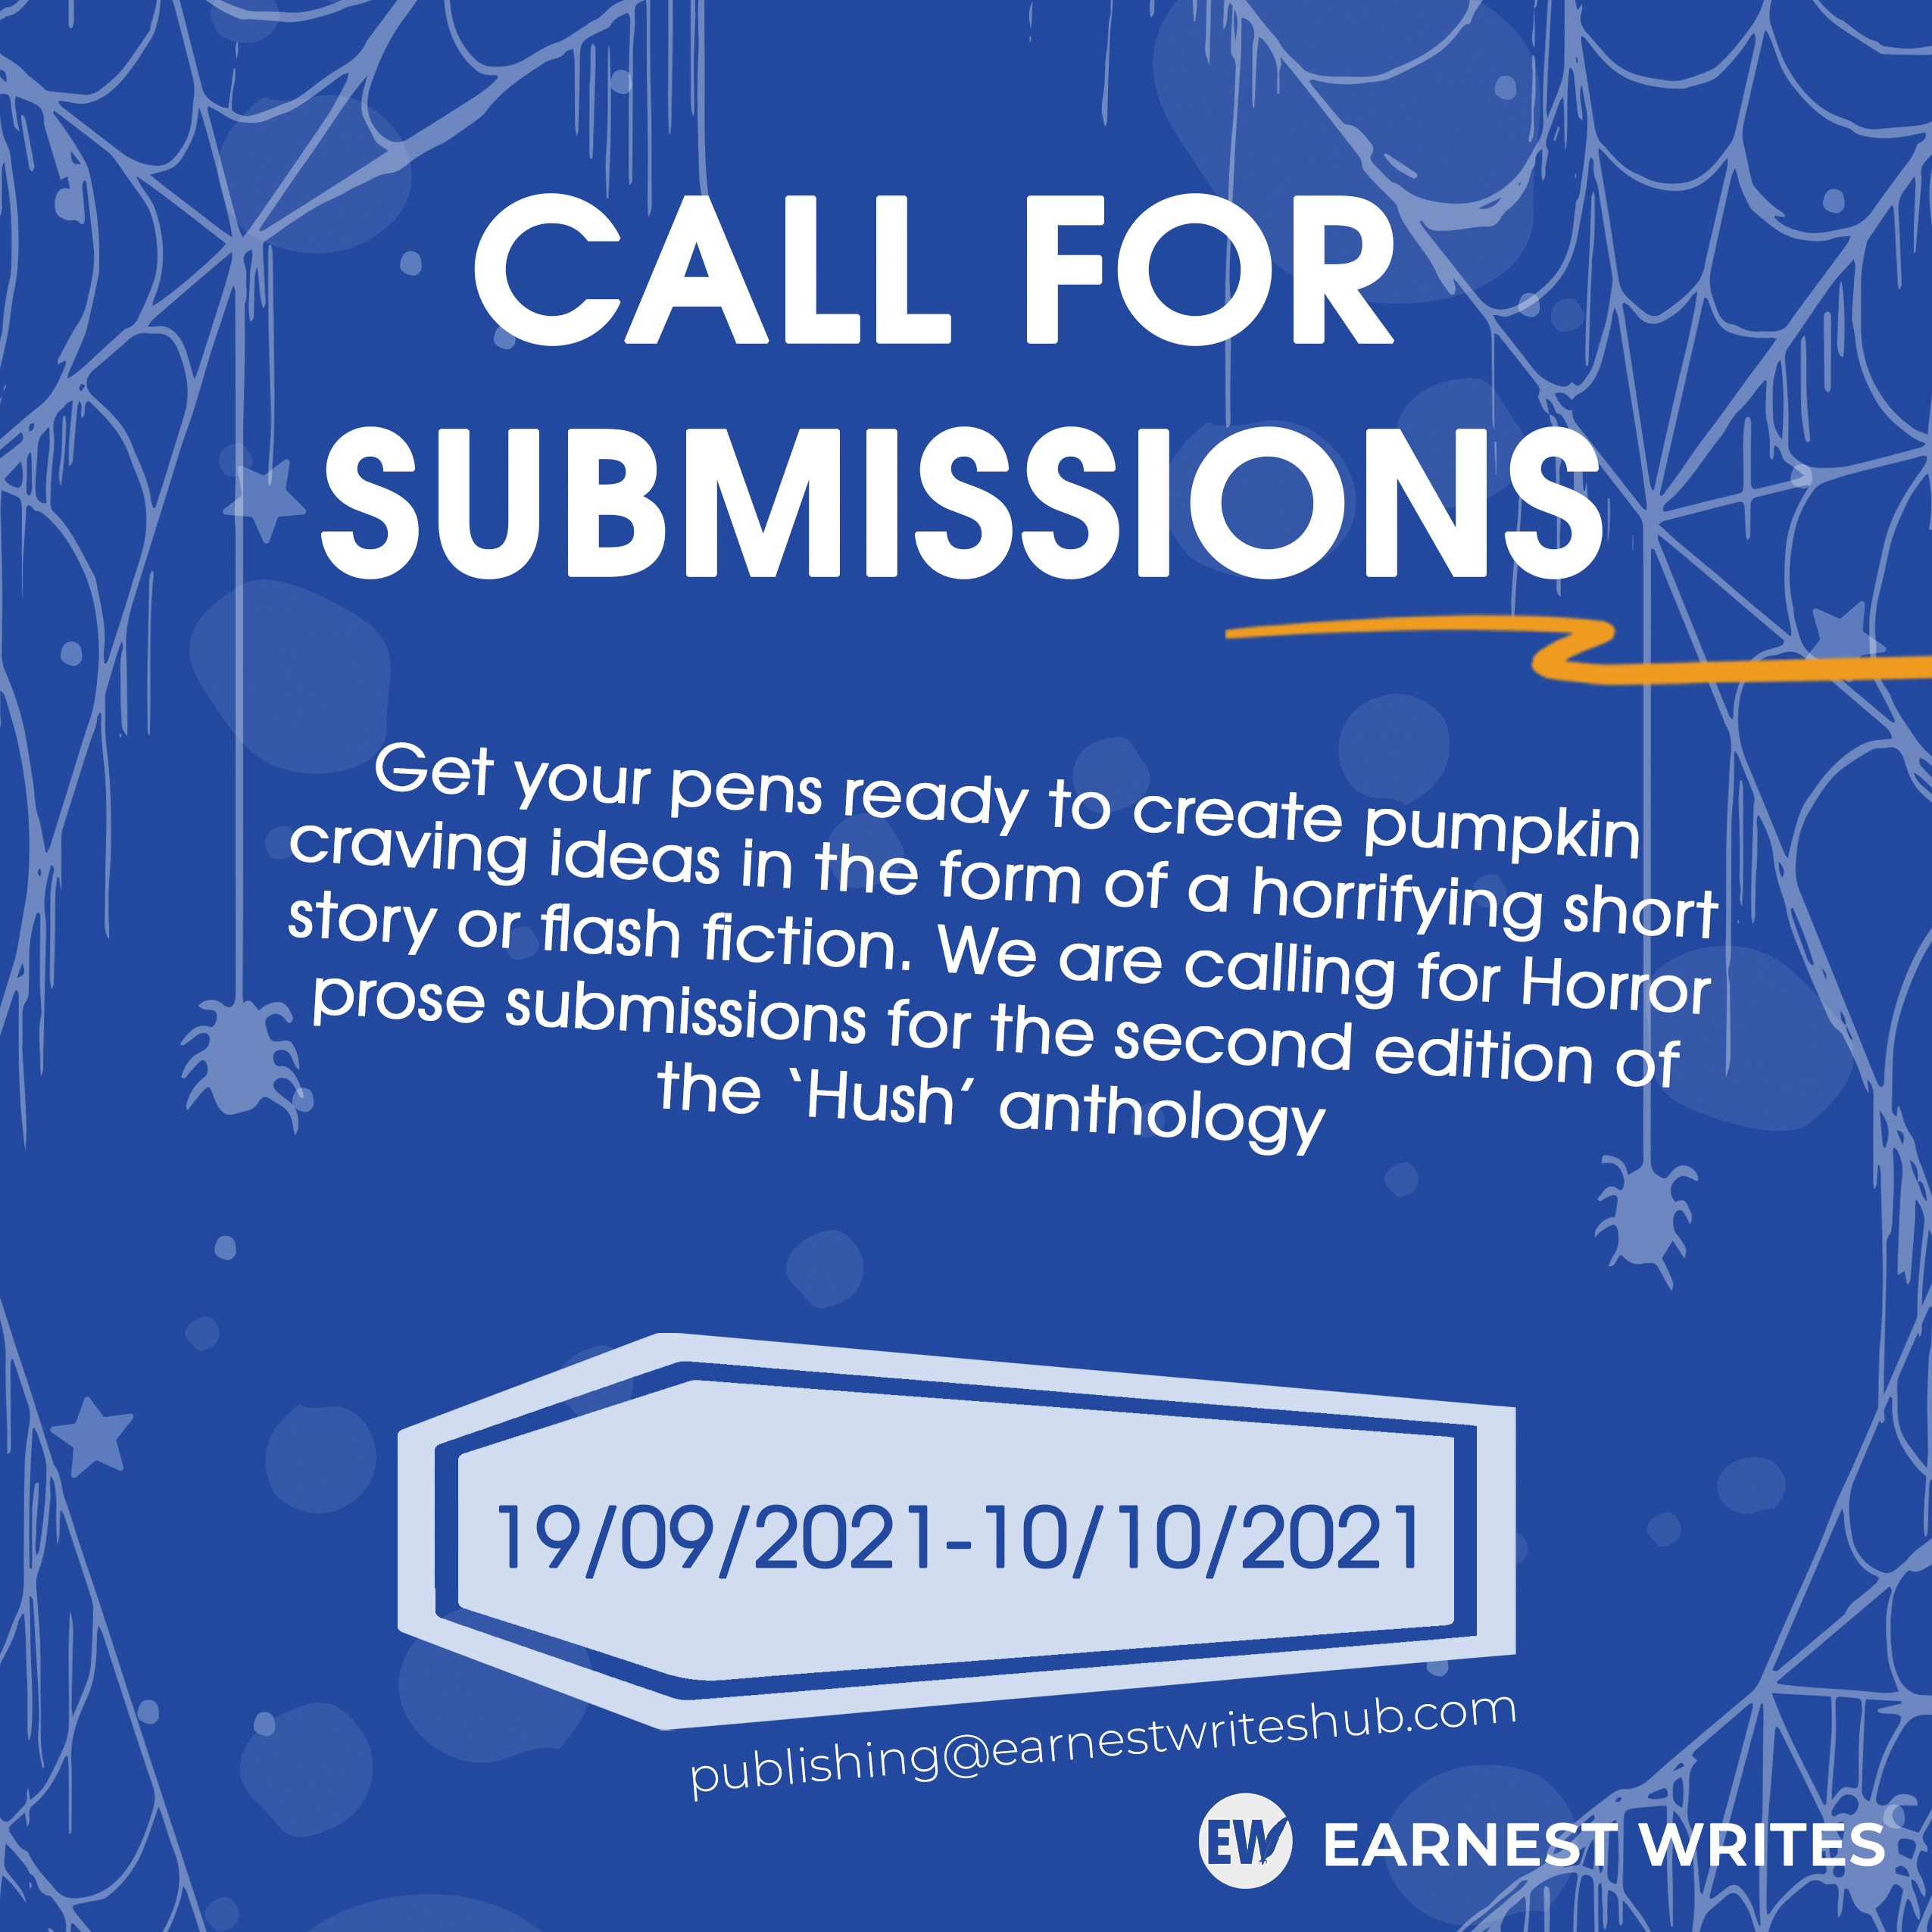 CALL FOR
SUBMISSIONS
Get your pens ready to create pumpkin
craving ideas in the form of a horrifying short
story or flash fiction. We are calling for Horror
prose submissions for the second edition of
the ‵Hush′ anthology
19/09/2021-10/10/2021
publishing@earnestwriteshub.com
EW EARNEST WRITES